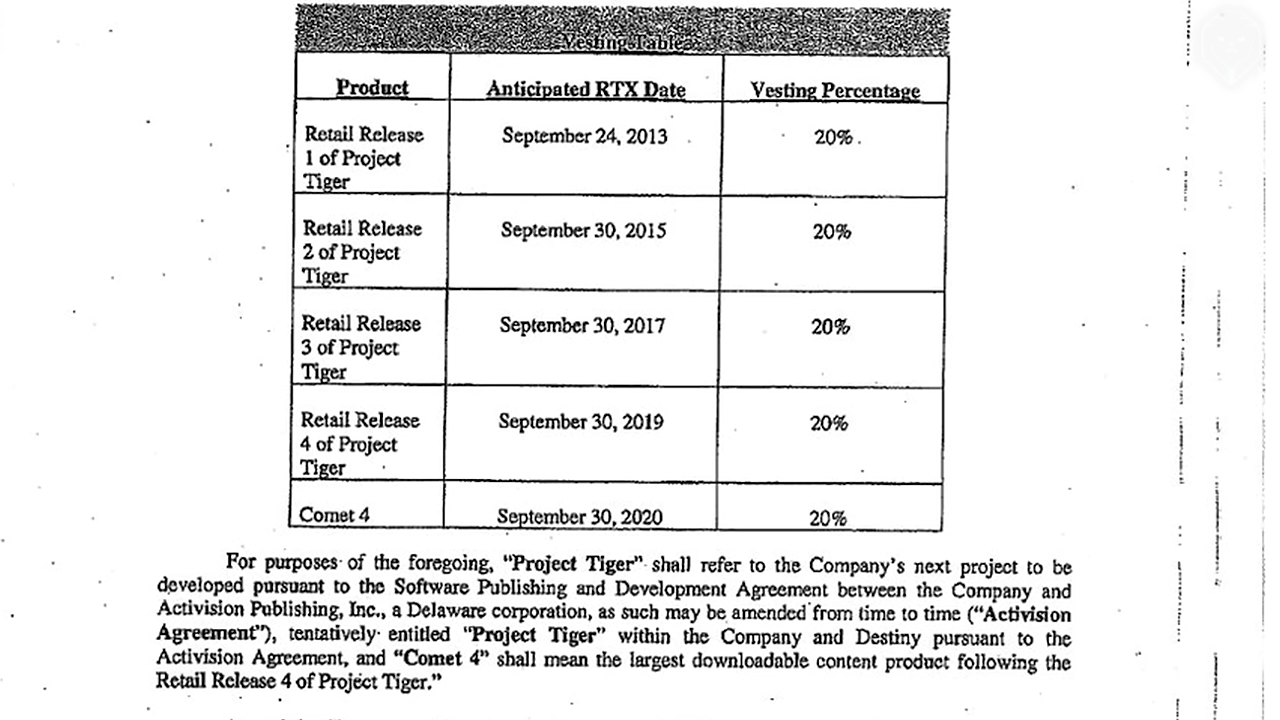 Vesting Table
Product Anticipated RTX Date Vesting Percentage
Retail Release September 24, 2013 20%
1 of Project
Tiger
Retail Release September 30, 2015 20%
2 of Project
Tiger
Retail Release September 30, 2017 20%
3 of Project
Tiger
Retail Release September 30, 2019 20%
4 of Project
Tiger
Comet 4 September 30, 2020 20%
For purposes of the foregoing, “Project Tiger” shall refer to the Company’s next project to be
developed pursuant to the Software Publishing and Development Agreement between the Company and
Activision Publishing, Inc., a Delaware corporation, as such may be amended from time to time (“Activision
Agreement”), tentatively entitled “Project Tiger” within the Company and Destiny pursuant to the
Activision Agreement, and “Comet 4” shall mean the largest downloadable content product following the
Retail Release 4 of Project Tiger.”